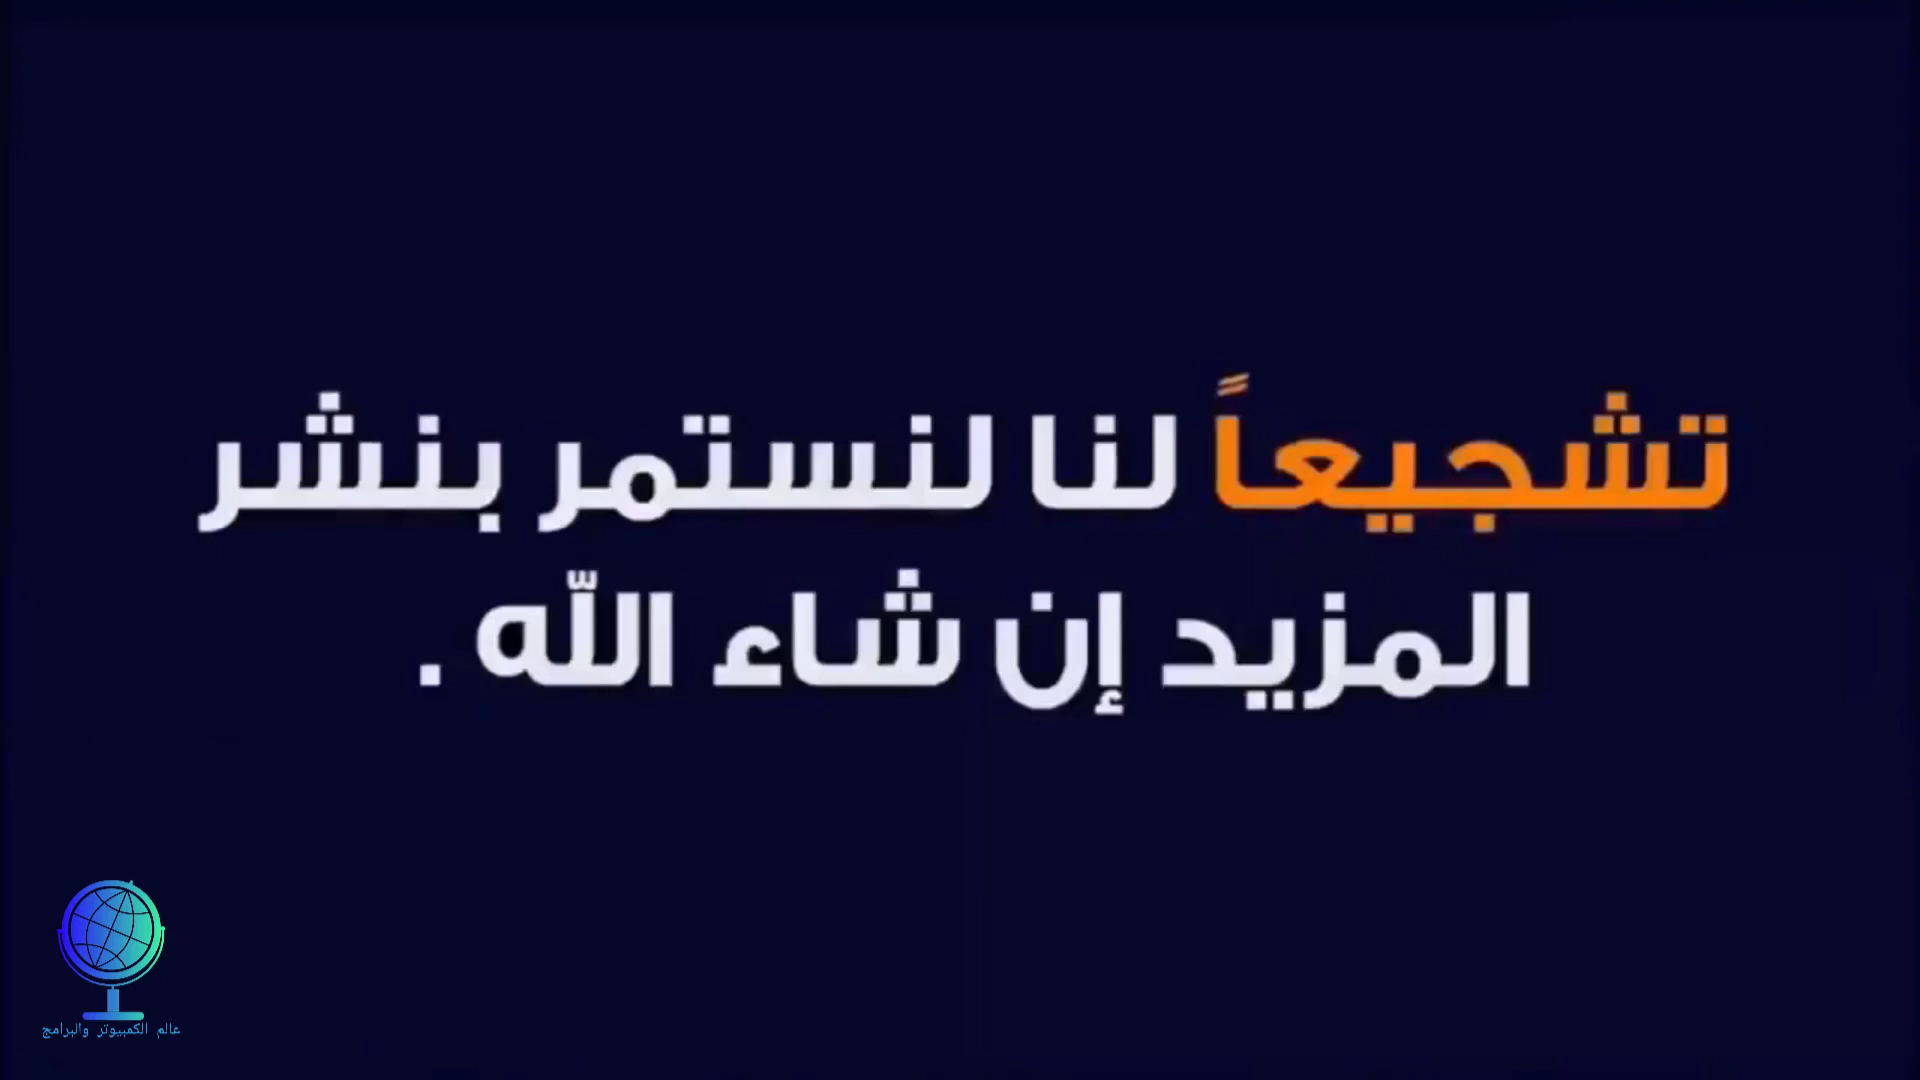 تشجيعاً لنا لنستمر بنشر
المزيد إن شاء اللّه .
عالم الكمبيوتر والبرامج